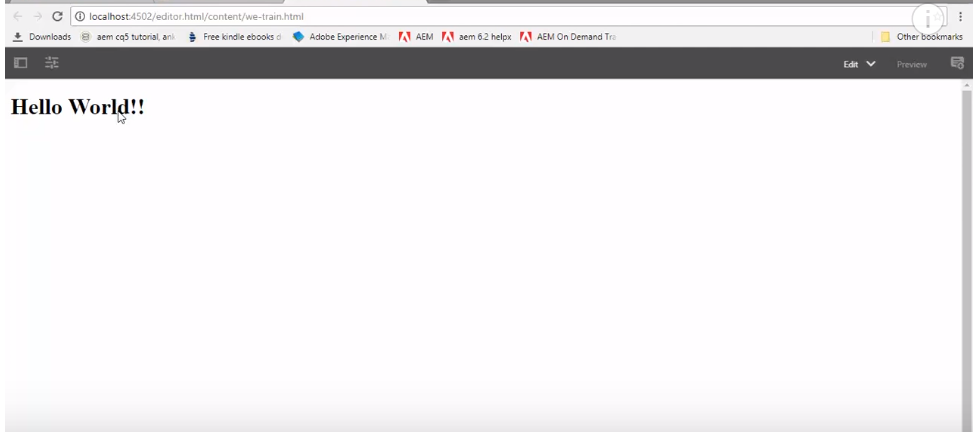 localhost:4502/editor.html/content/we-train.html
Downloads aem cq5 tutorial, ank Free kindle ebooks d Adobe Experience M AEM aem 6.2 helpx AEM On Demand Tra Other bookmarks
Edit Preview
Hello World!!